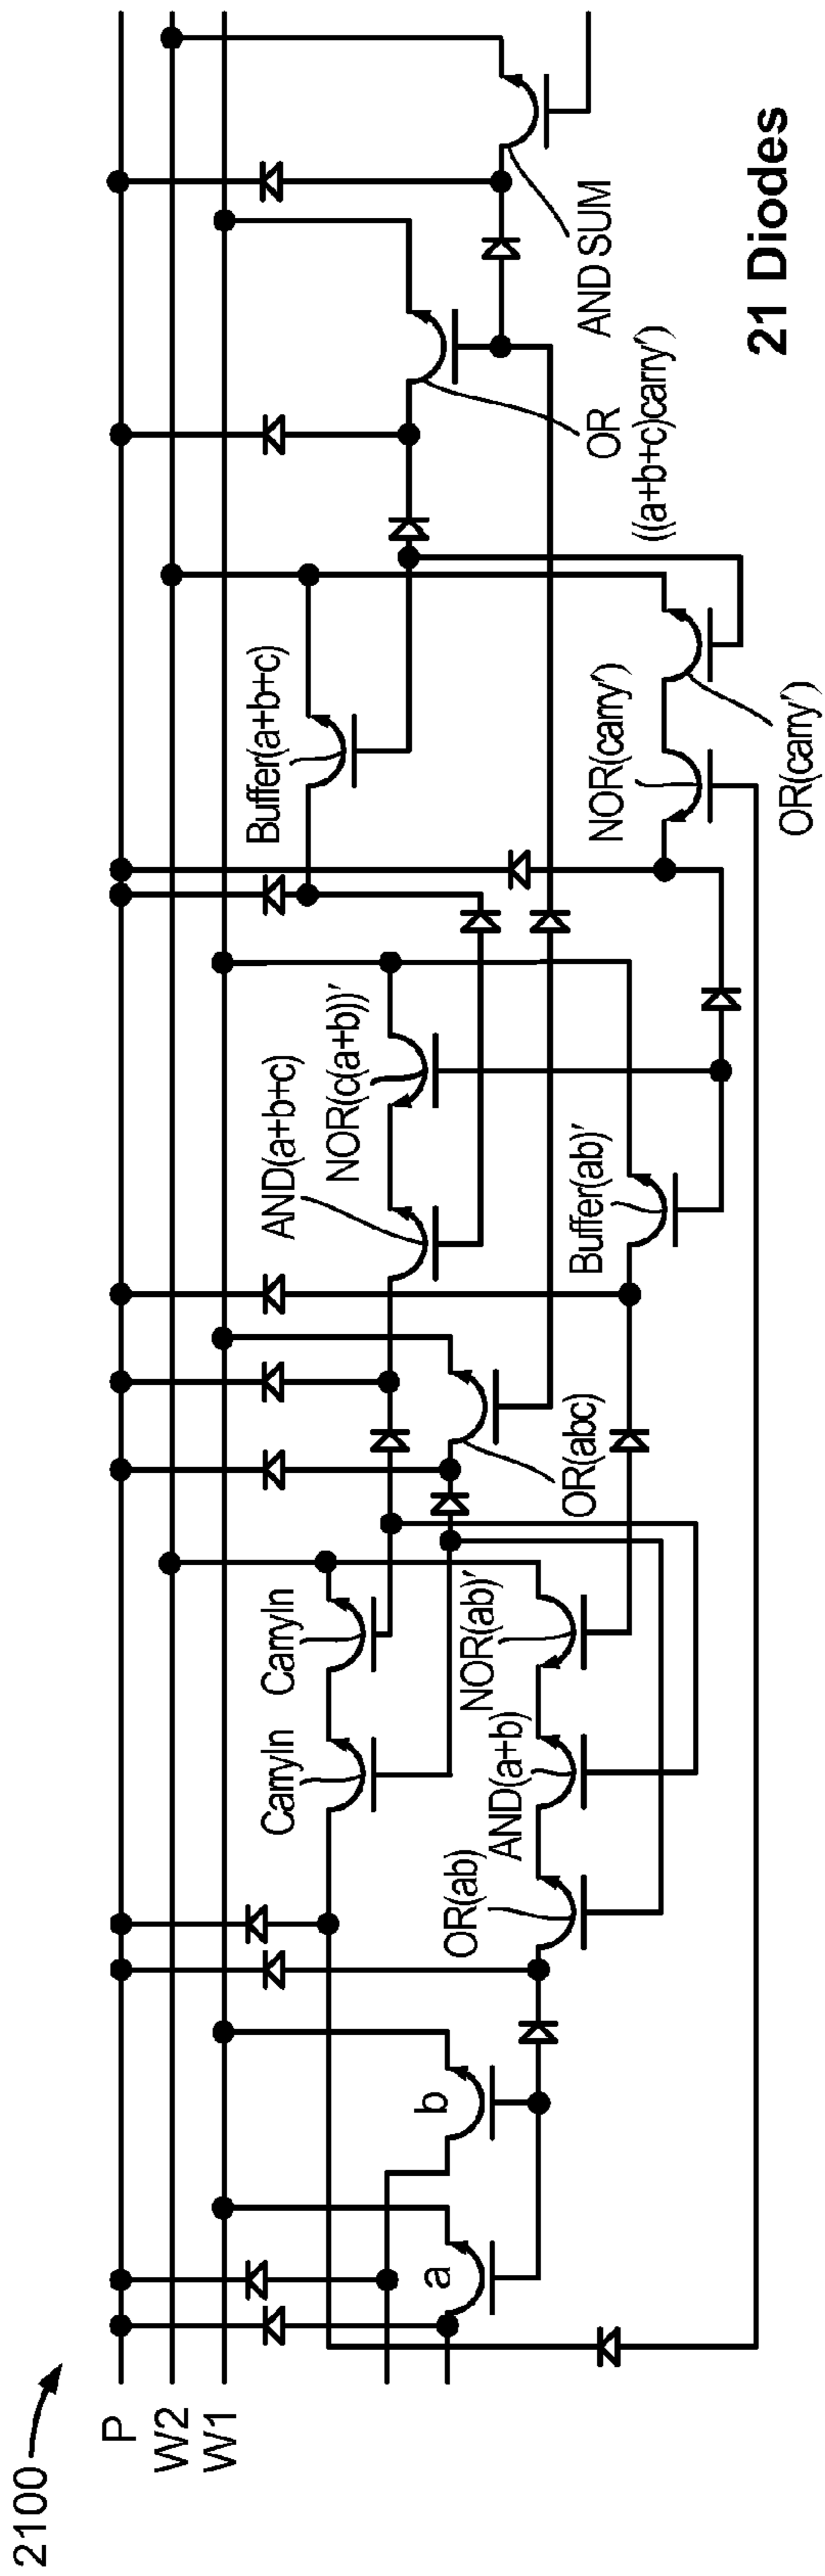 2100
P
W2
W1
a
b
CarryIn
CarryIn
OR(ab)
AND(a+b)
NOR(ab)′
OR(abc)
AND(a+b+c)
NOR(c(a+b))′
Buffer(ab)′
Buffer(a+b+c)
NOR(carry′)
OR(carry′)
OR
((a+b+c)carry′)
AND SUM
21 Diodes